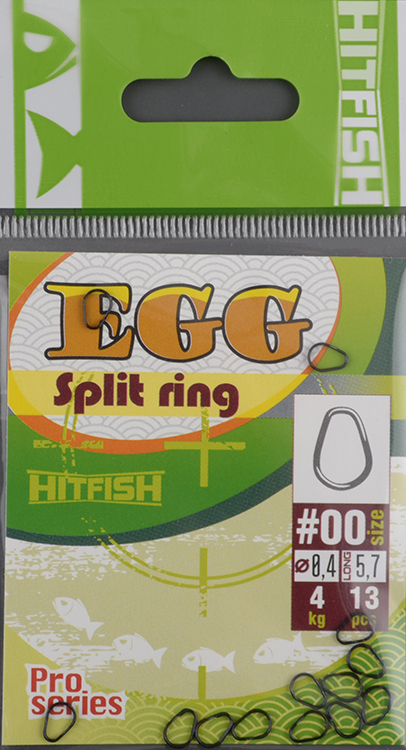 HITFISH
EGG
Split ring
HITFISH
#00 size
Ø 0,4 LONG 5,7
4 13
kg pcs
Pro
series